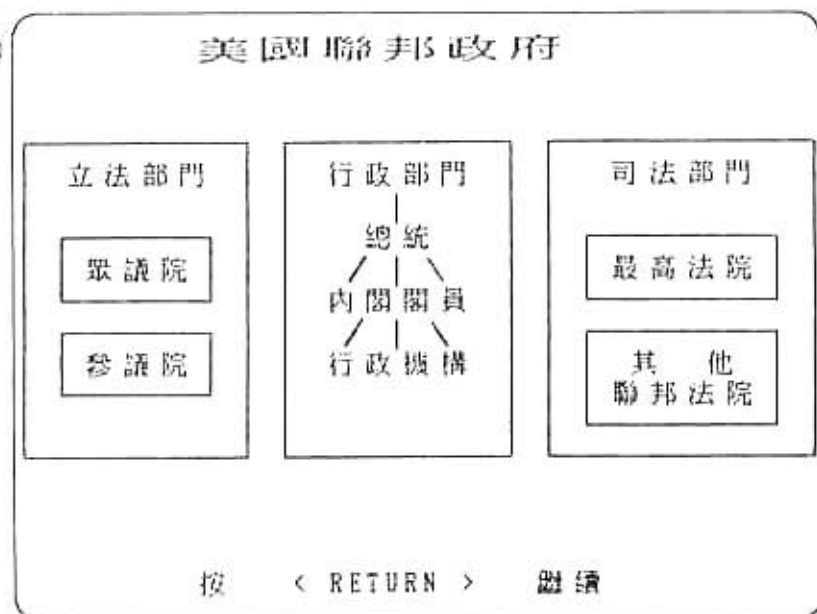 美國聯邦政府
立法部門
眾議院
參議院
行政部門
總統
內閣閣員
行政機構
司法部門
最高法院
其他
聯邦法院
按 < RETURN > 繼續